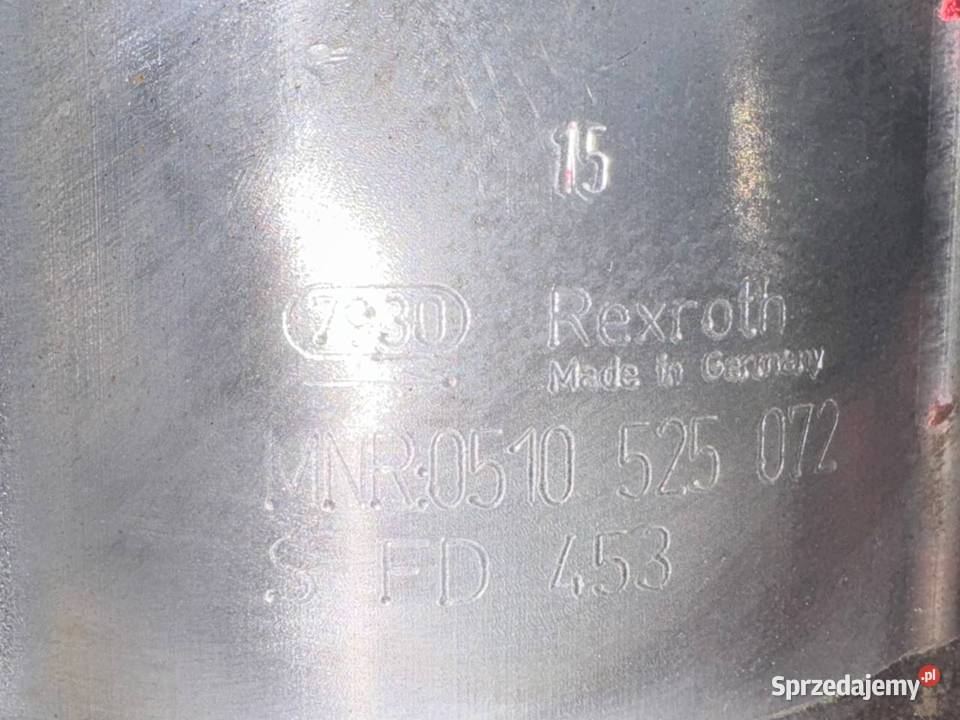 15
7930 Rexroth
Made in Germany
MNR:0510 525 072
S FD 453
Sprzedajemy.pl